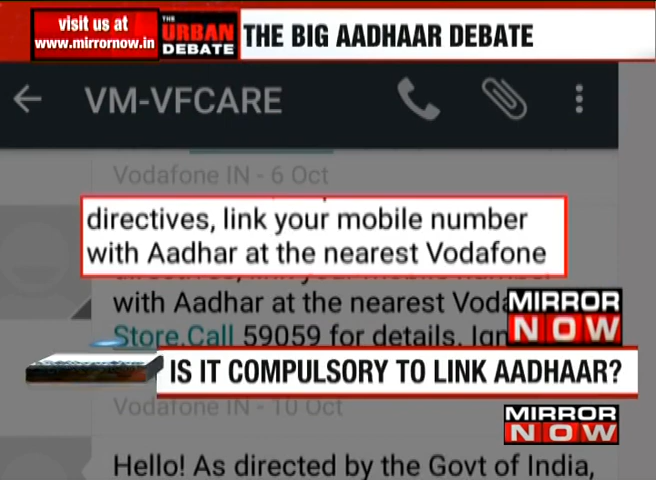 visit us at
www.mirrornow.in
THE
URBAN
DEBATE
THE BIG AADHAAR DEBATE
VM-VFCARE
Vodafone IN - 6 Oct
directives, link your mobile number
with Aadhar at the nearest Vodafone
with Aadhar at the nearest Voda
Store.Call 59059 for details. Ign
MIRROR
NOW
IS IT COMPULSORY TO LINK AADHAAR?
Vodafone IN - 10 Oct
MIRROR
NOW
Hello! As directed by the Govt of India,